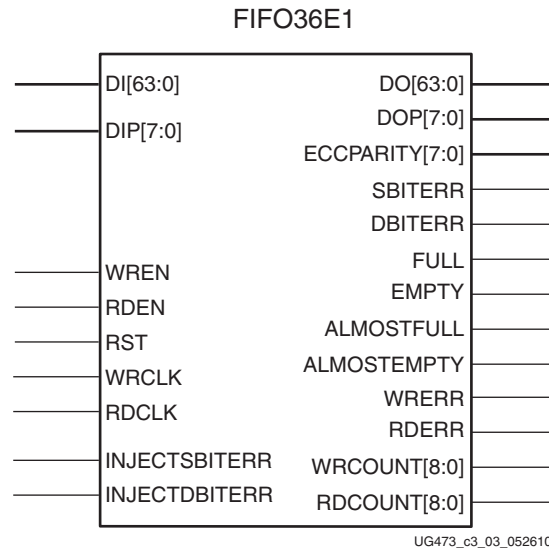 FIFO36E1
DI[63:0]
DIP[7:0]
WREN
RDEN
RST
WRCLK
RDCLK
INJECTSBITERR
INJECTDBITERR
DO[63:0]
DOP[7:0]
ECCPARITY[7:0]
SBITERR
DBITERR
FULL
EMPTY
ALMOSTFULL
ALMOSTEMPTY
WRERR
RDERR
WRCOUNT[8:0]
RDCOUNT[8:0]
UG473_c3_03_052610